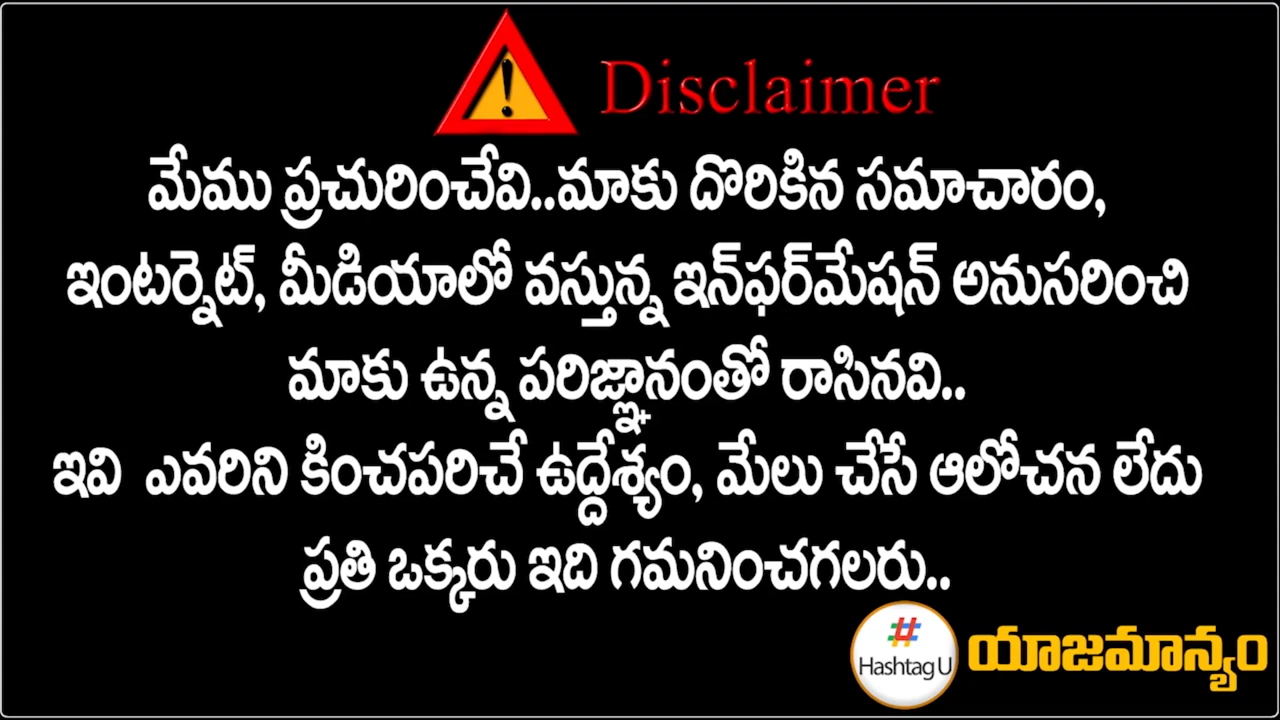 Disclaimer
మేము ప్రచురించేవి..మాకు దొరికిన సమాచారం,
ఇంటర్నెట్, మీడియాలో వస్తున్న ఇన్‌ఫర్‌మేషన్ అనుసరించి
మాకు ఉన్న పరిజ్ఞానంతో రాసినవి..
ఇవి ఎవరిని కించపరిచే ఉద్దేశ్యం, మేలు చేసే ఆలోచన లేదు
ప్రతి ఒక్కరు ఇది గమనించగలరు..
#
Hashtag U
యాజమాన్యం